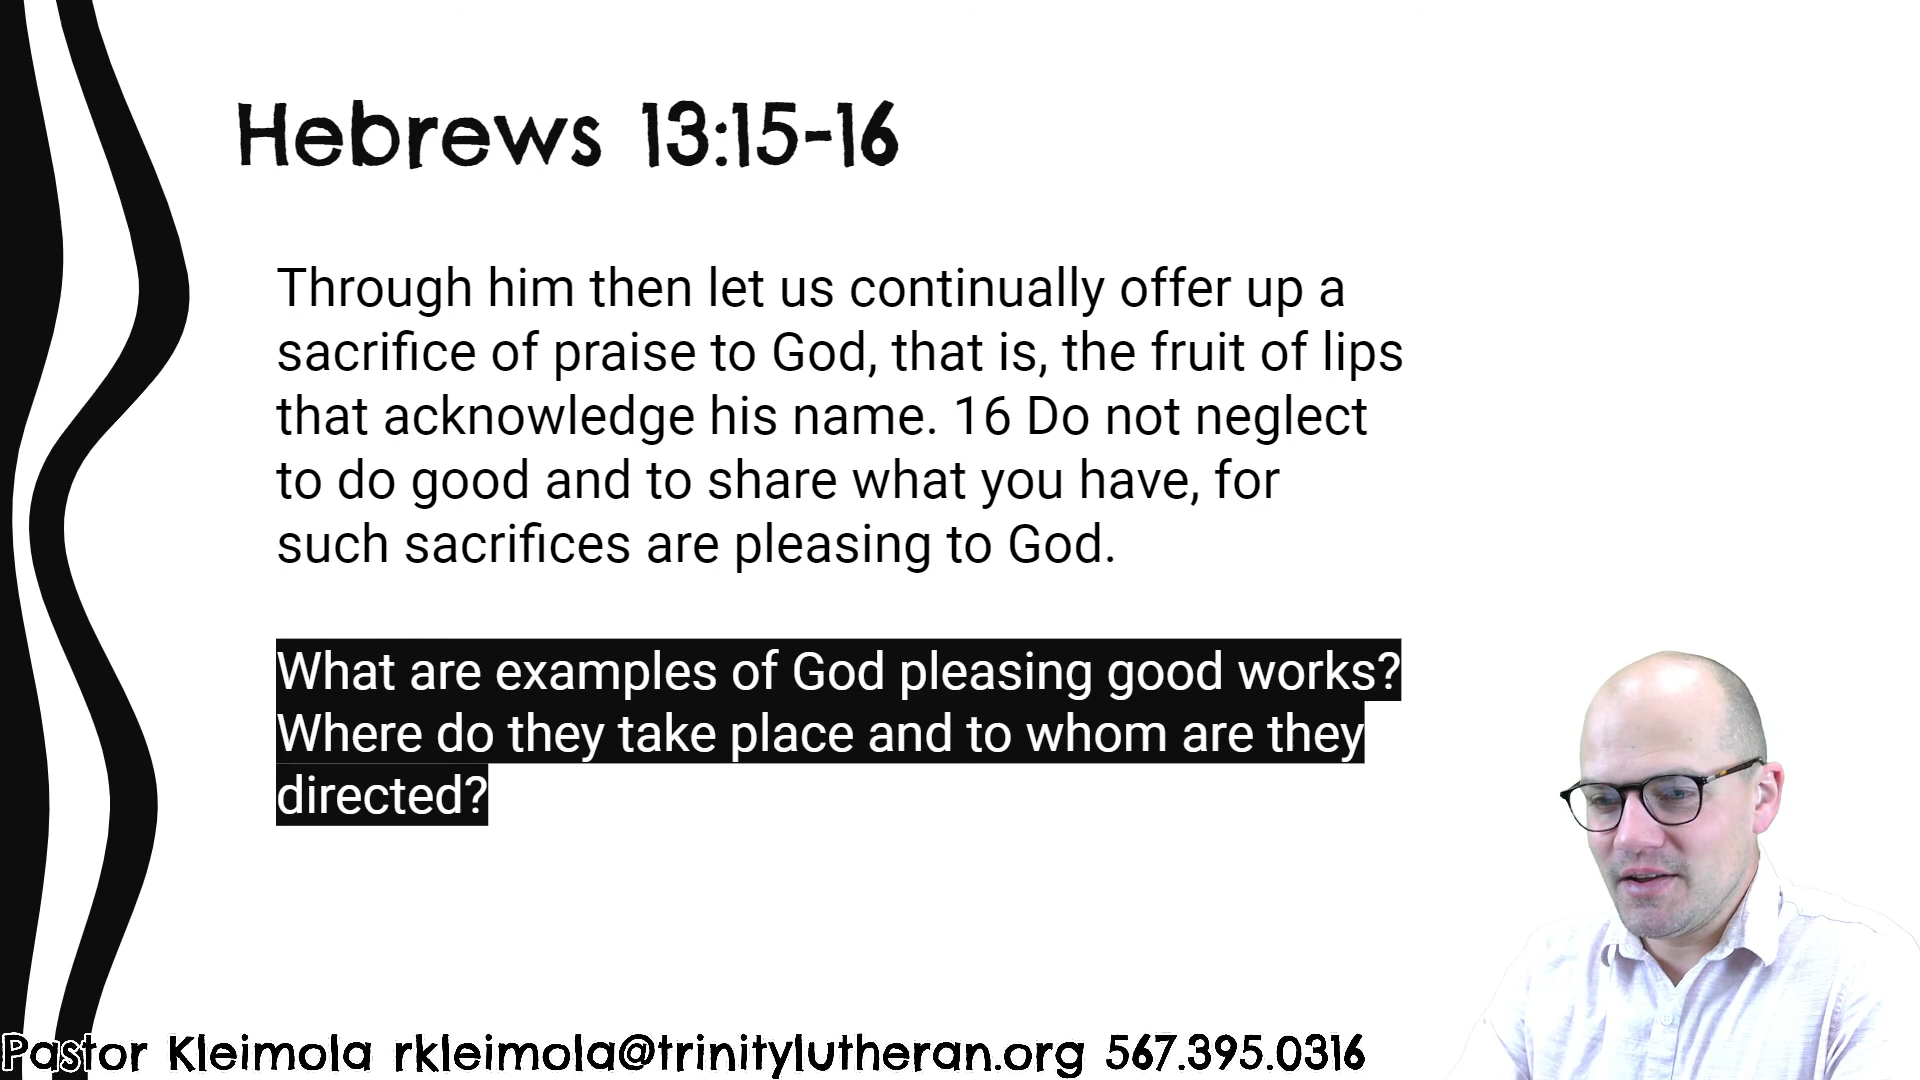 Hebrews 13:15-16
Through him then let us continually offer up a
sacrifice of praise to God, that is, the fruit of lips
that acknowledge his name. 16 Do not neglect
to do good and to share what you have, for
such sacrifices are pleasing to God.
What are examples of God pleasing good works?
Where do they take place and to whom are they
directed?
Pastor Kleimola rkleimola@trinitylutheran.org 567.395.0316